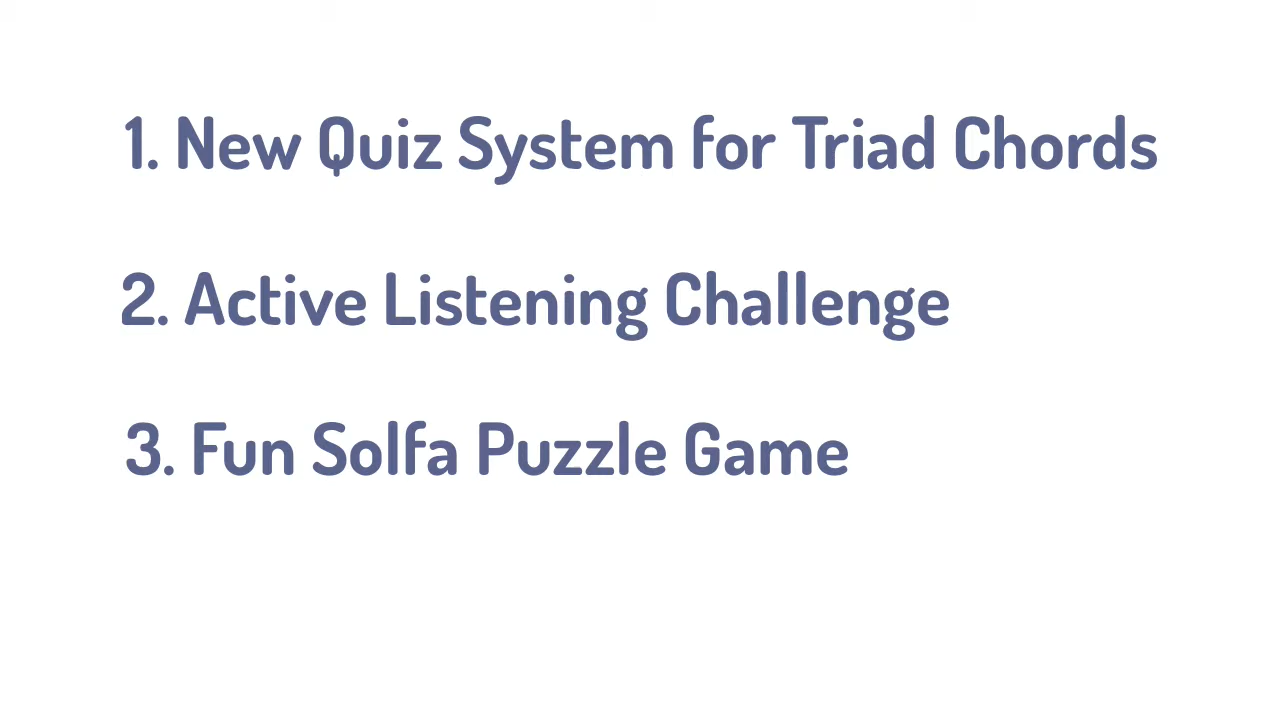 1. New Quiz System for Triad Chords
2. Active Listening Challenge
3. Fun Solfa Puzzle Game